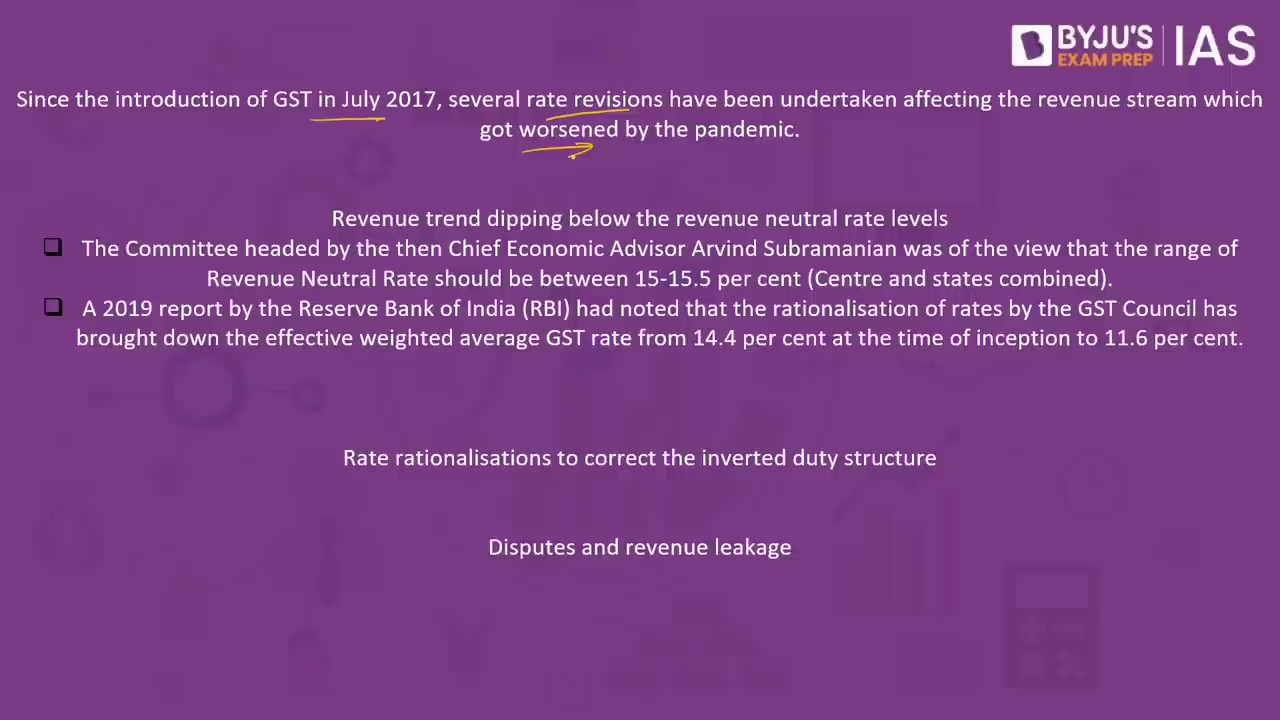 BYJU'S
EXAM PREP
IAS
Since the introduction of GST in July 2017, several rate revisions have been undertaken affecting the revenue stream which
got worsened by the pandemic.
Revenue trend dipping below the revenue neutral rate levels
❑ The Committee headed by the then Chief Economic Advisor Arvind Subramanian was of the view that the range of
Revenue Neutral Rate should be between 15-15.5 per cent (Centre and states combined).
❑ A 2019 report by the Reserve Bank of India (RBI) had noted that the rationalisation of rates by the GST Council has
brought down the effective weighted average GST rate from 14.4 per cent at the time of inception to 11.6 per cent.
Rate rationalisations to correct the inverted duty structure
Disputes and revenue leakage